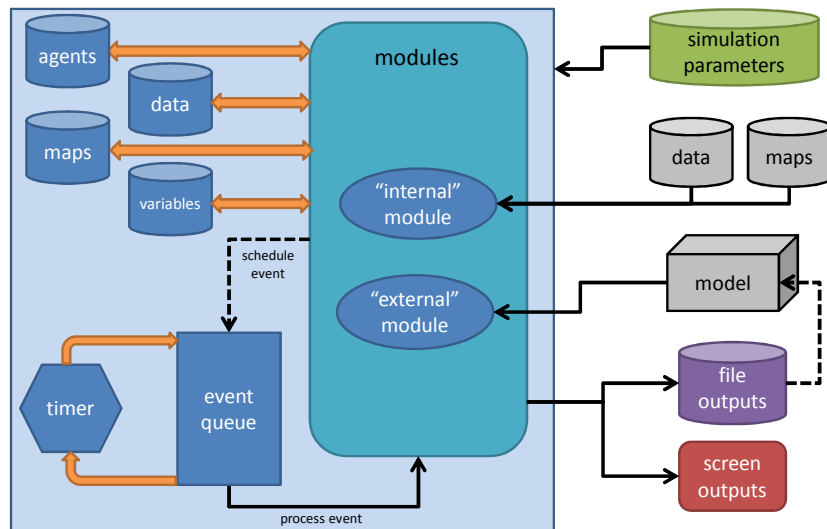 agents
modules
simulation
parameters
data
maps
data
maps
variables
"internal"
module
schedule
event
"external"
module
model
timer
event
queue
file
outputs
screen
outputs
process event